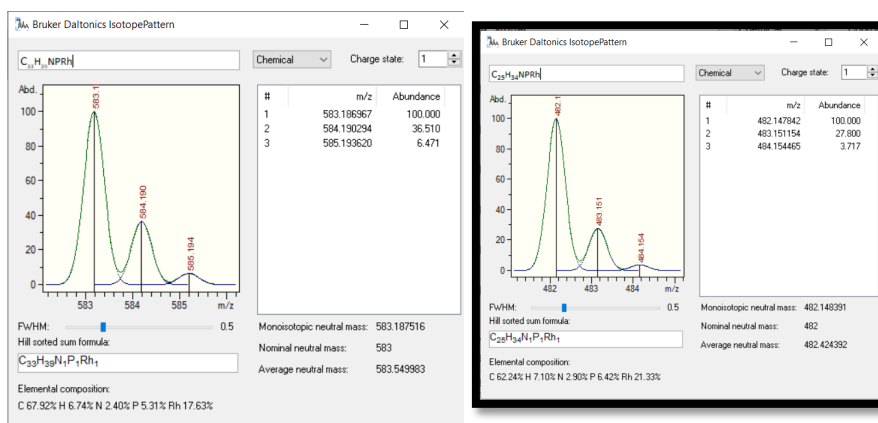 Bruker Daltonics IsotopePattern
C₃₃H₃₉NPRh
Chemical
Charge state: 1
Abd.
100
80
60
40
20
0
583.1
584.190
585.194
583 584 585 m/z
# m/z Abundance
1 583.186967 100.000
2 584.190294 36.510
3 585.193620 6.471
FWHM: 0.5
Hill sorted sum formula:
C₃₃H₃₉N₁P₁Rh₁
Elemental composition:
C 67.92% H 6.74% N 2.40% P 5.31% Rh 17.63%
Monoisotopic neutral mass: 583.187516
Nominal neutral mass: 583
Average neutral mass: 583.549983
Bruker Daltonics IsotopePattern
C₂₅H₃₄NPRh
Chemical
Charge state: 1
Abd.
100
80
60
40
20
0
482.1
483.151
484.154
482 483 484 m/z
# m/z Abundance
1 482.147842 100.000
2 483.151154 27.800
3 484.154465 3.717
FWHM: 0.5
Hill sorted sum formula:
C₂₅H₃₄N₁P₁Rh₁
Elemental composition:
C 62.24% H 7.10% N 2.90% P 6.42% Rh 21.33%
Monoisotopic neutral mass: 482.148391
Nominal neutral mass: 482
Average neutral mass: 482.424392